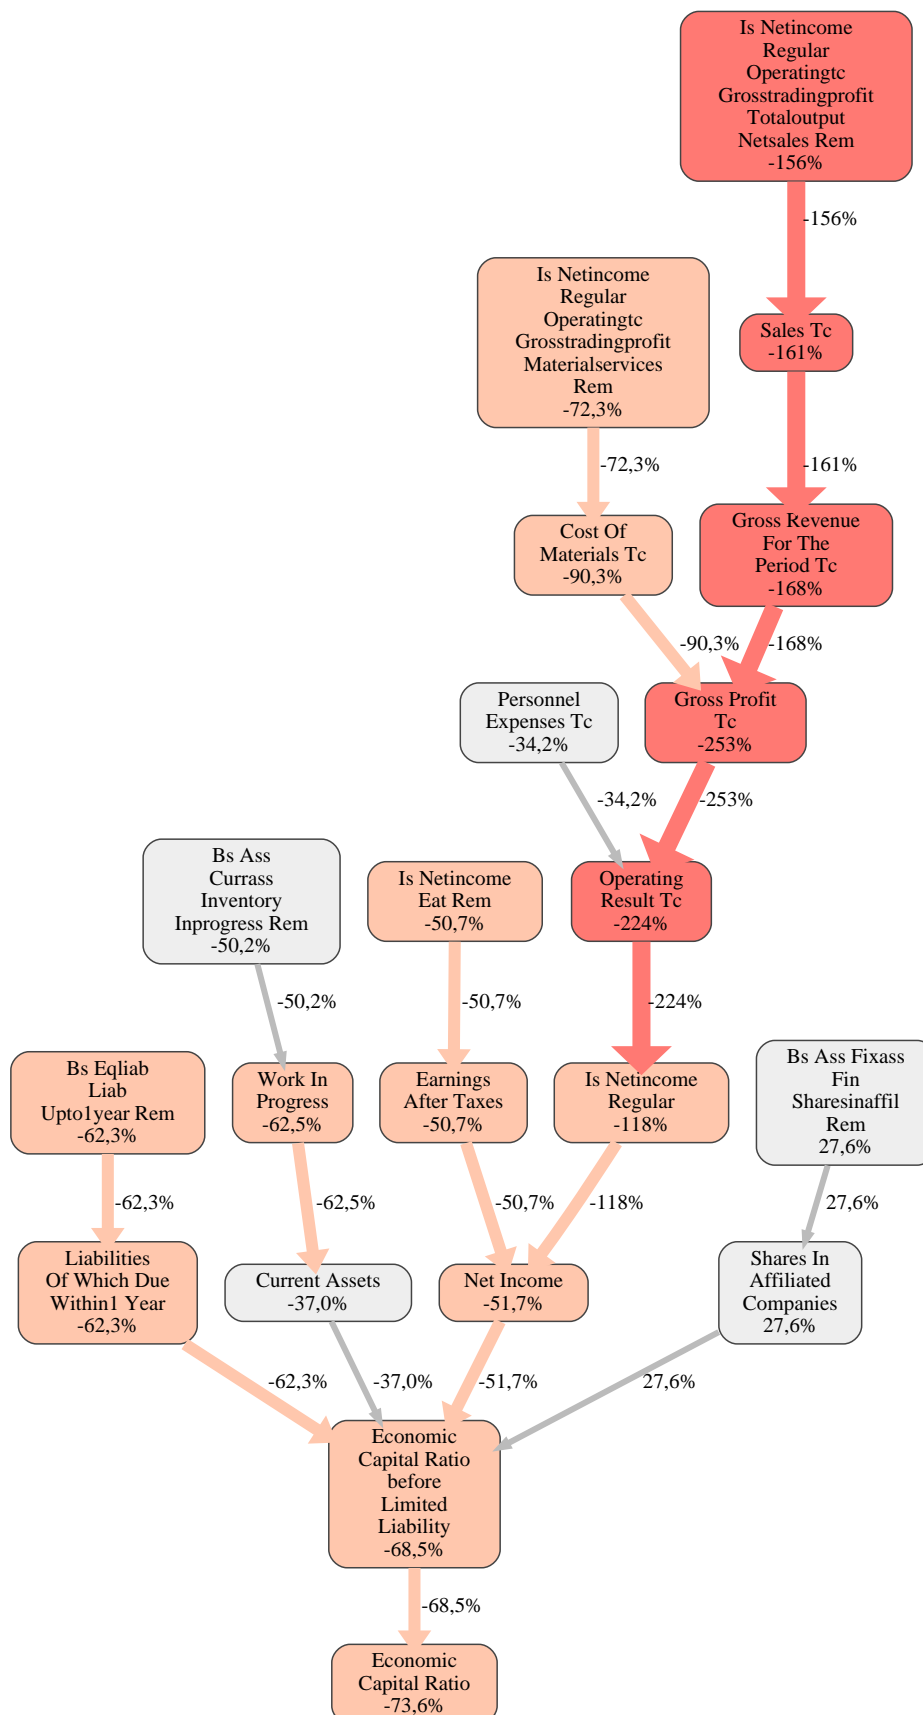 Is Netincome
Regular
Operatingtc
Grosstradingprofit
Totaloutput
Netsales Rem
-156%
-156%
Is Netincome
Regular
Operatingtc
Grosstradingprofit
Materialservices
Rem
-72,3%
Sales Tc
-161%
-72,3%
-161%
Cost Of
Materials Tc
-90,3%
Gross Revenue
For The
Period Tc
-168%
-90,3%
-168%
Personnel
Expenses Tc
-34,2%
Gross Profit
Tc
-253%
-34,2%
-253%
Bs Ass
Currass
Inventory
Inprogress Rem
-50,2%
Is Netincome
Eat Rem
-50,7%
Operating
Result Tc
-224%
-50,2%
-50,7%
-224%
Bs Eqliab
Liab
Upto1year Rem
-62,3%
Work In
Progress
-62,5%
Earnings
After Taxes
-50,7%
Is Netincome
Regular
-118%
Bs Ass Fixass
Fin
Sharesinaffil
Rem
27,6%
-62,3%
-62,5%
-50,7%
-118%
27,6%
Liabilities
Of Which Due
Within1 Year
-62,3%
Current Assets
-37,0%
Net Income
-51,7%
Shares In
Affiliated
Companies
27,6%
-62,3%
-37,0%
-51,7%
27,6%
Economic
Capital Ratio
before
Limited
Liability
-68,5%
-68,5%
Economic
Capital Ratio
-73,6%